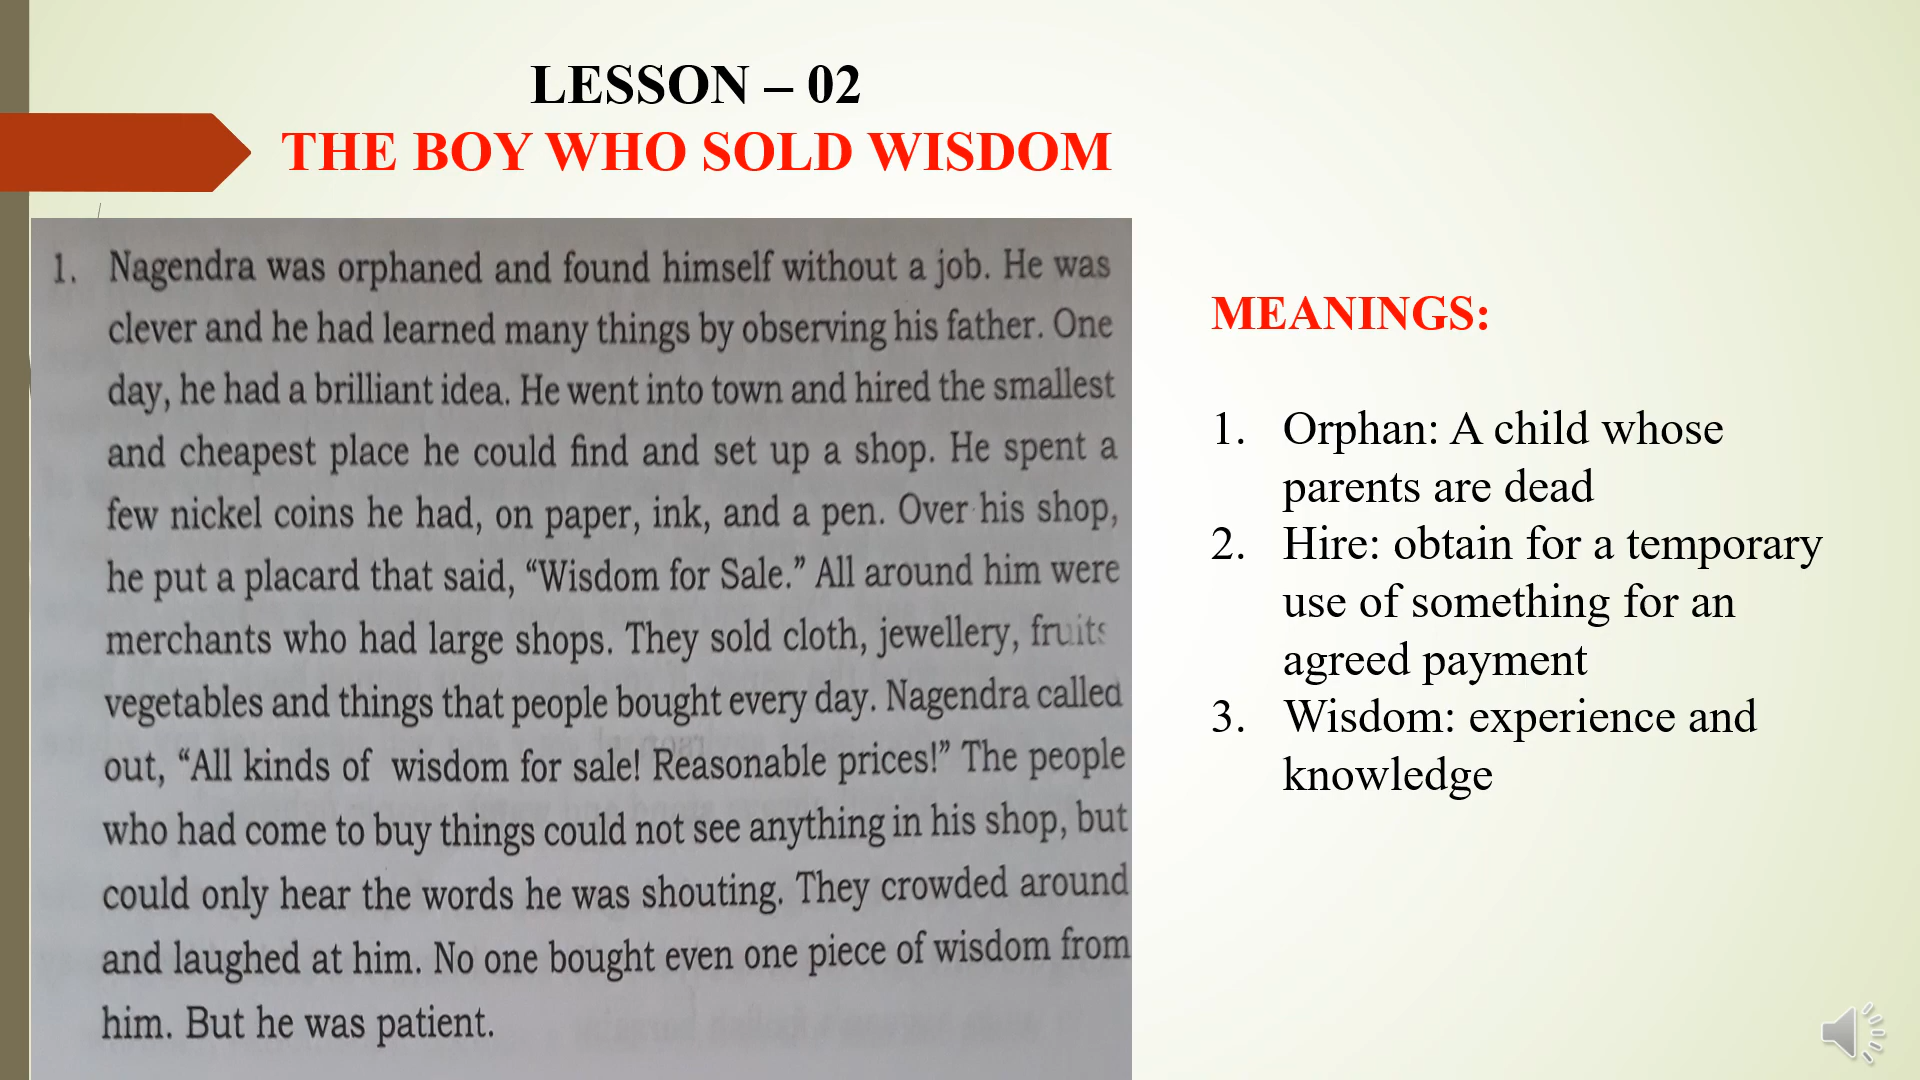 LESSON – 02
THE BOY WHO SOLD WISDOM
1. Nagendra was orphaned and found himself without a job. He was
clever and he had learned many things by observing his father. One
day, he had a brilliant idea. He went into town and hired the smallest
and cheapest place he could find and set up a shop. He spent a
few nickel coins he had, on paper, ink, and a pen. Over his shop,
he put a placard that said, “Wisdom for Sale.” All around him were
merchants who had large shops. They sold cloth, jewellery, fruits
vegetables and things that people bought every day. Nagendra called
out, “All kinds of wisdom for sale! Reasonable prices!” The people
who had come to buy things could not see anything in his shop, but
could only hear the words he was shouting. They crowded around
and laughed at him. No one bought even one piece of wisdom from
him. But he was patient.
MEANINGS:
1. Orphan: A child whose
parents are dead
2. Hire: obtain for a temporary
use of something for an
agreed payment
3. Wisdom: experience and
knowledge